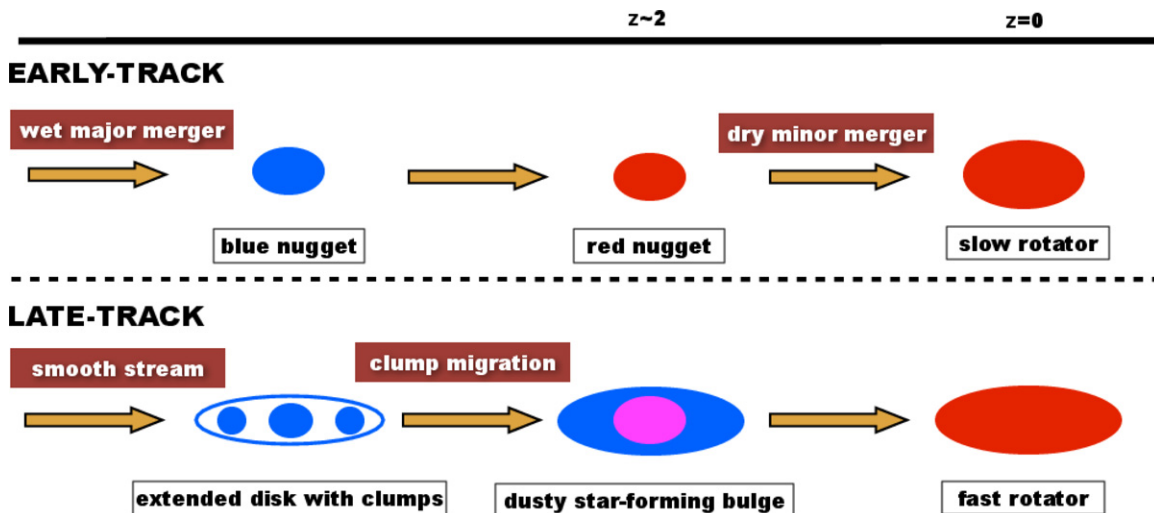 z~2
z=0
EARLY-TRACK
wet major merger
dry minor merger
blue nugget
red nugget
slow rotator
LATE-TRACK
smooth stream
clump migration
extended disk with clumps
dusty star-forming bulge
fast rotator